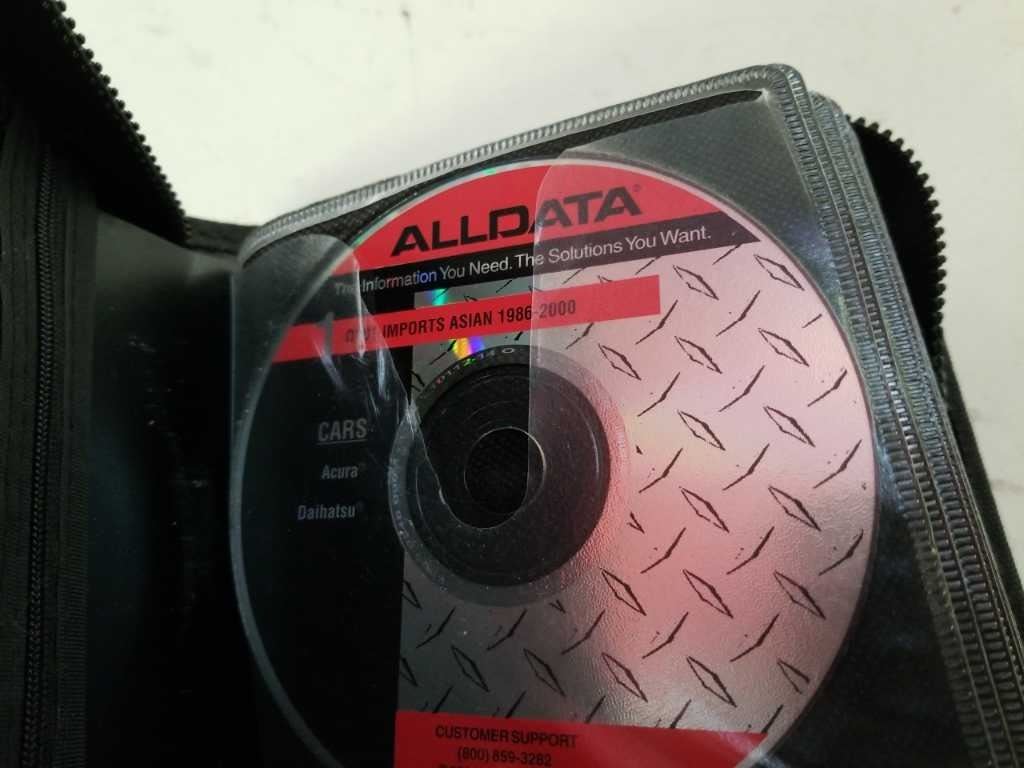 ALLDATA®
The Information You Need. The Solutions You Want.
1 IMPORTS ASIAN 1986-2000
CARS
Acura®
Daihatsu®
CUSTOMER SUPPORT
(800) 859-3282